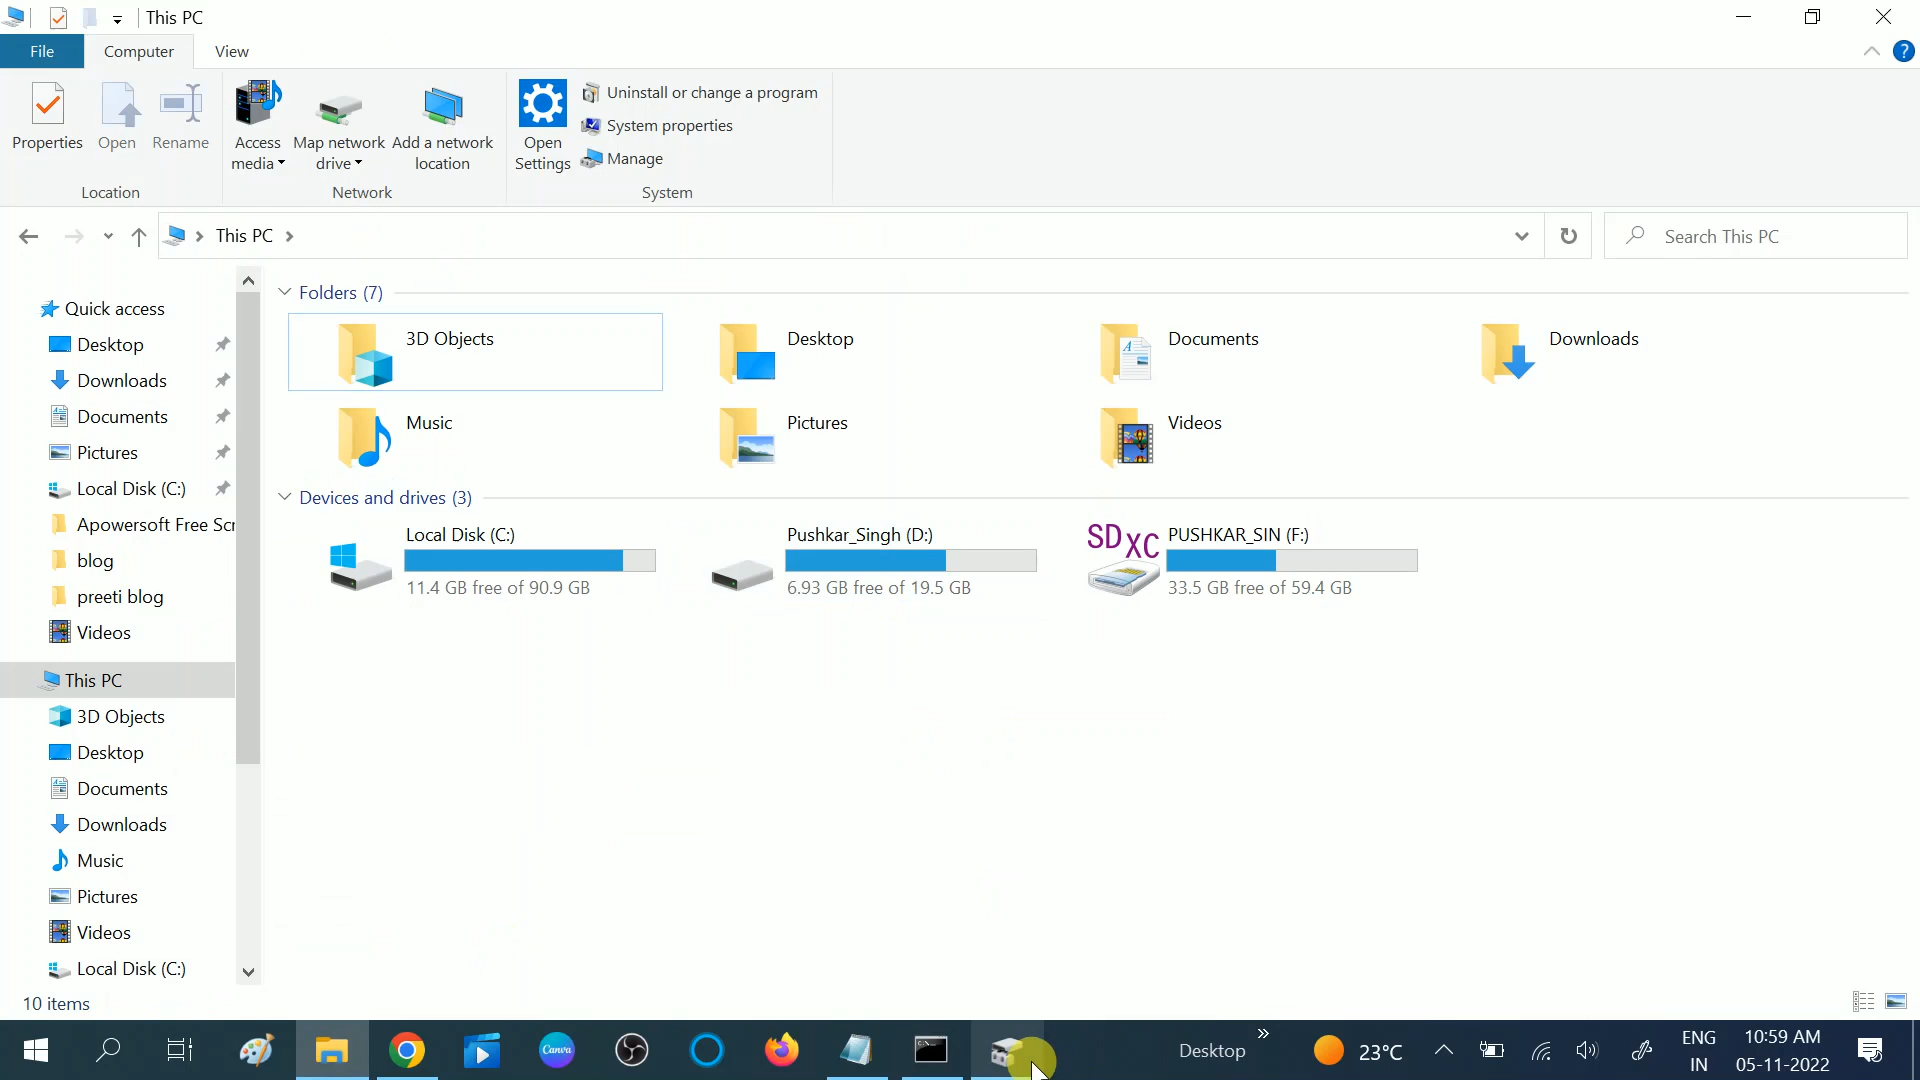 This PC
File Computer View
Properties Open Rename Access media Map network drive Add a network location Open Settings Uninstall or change a program
System properties
Manage
Location Network System
This PC
Search This PC
Quick access
Desktop
Downloads
Documents
Pictures
Local Disk (C:)
Apowersoft Free Scr
blog
preeti blog
Videos
This PC
3D Objects
Desktop
Documents
Downloads
Music
Pictures
Videos
Local Disk (C:)
Folders (7)
3D Objects Desktop Documents Downloads
Music Pictures Videos
Devices and drives (3)
Local Disk (C:)
11.4 GB free of 90.9 GB
Pushkar_Singh (D:)
6.93 GB free of 19.5 GB
SDXC
PUSHKAR_SIN (F:)
33.5 GB free of 59.4 GB
10 items
Canva
Desktop
23°C
ENG
IN
10:59 AM
05-11-2022